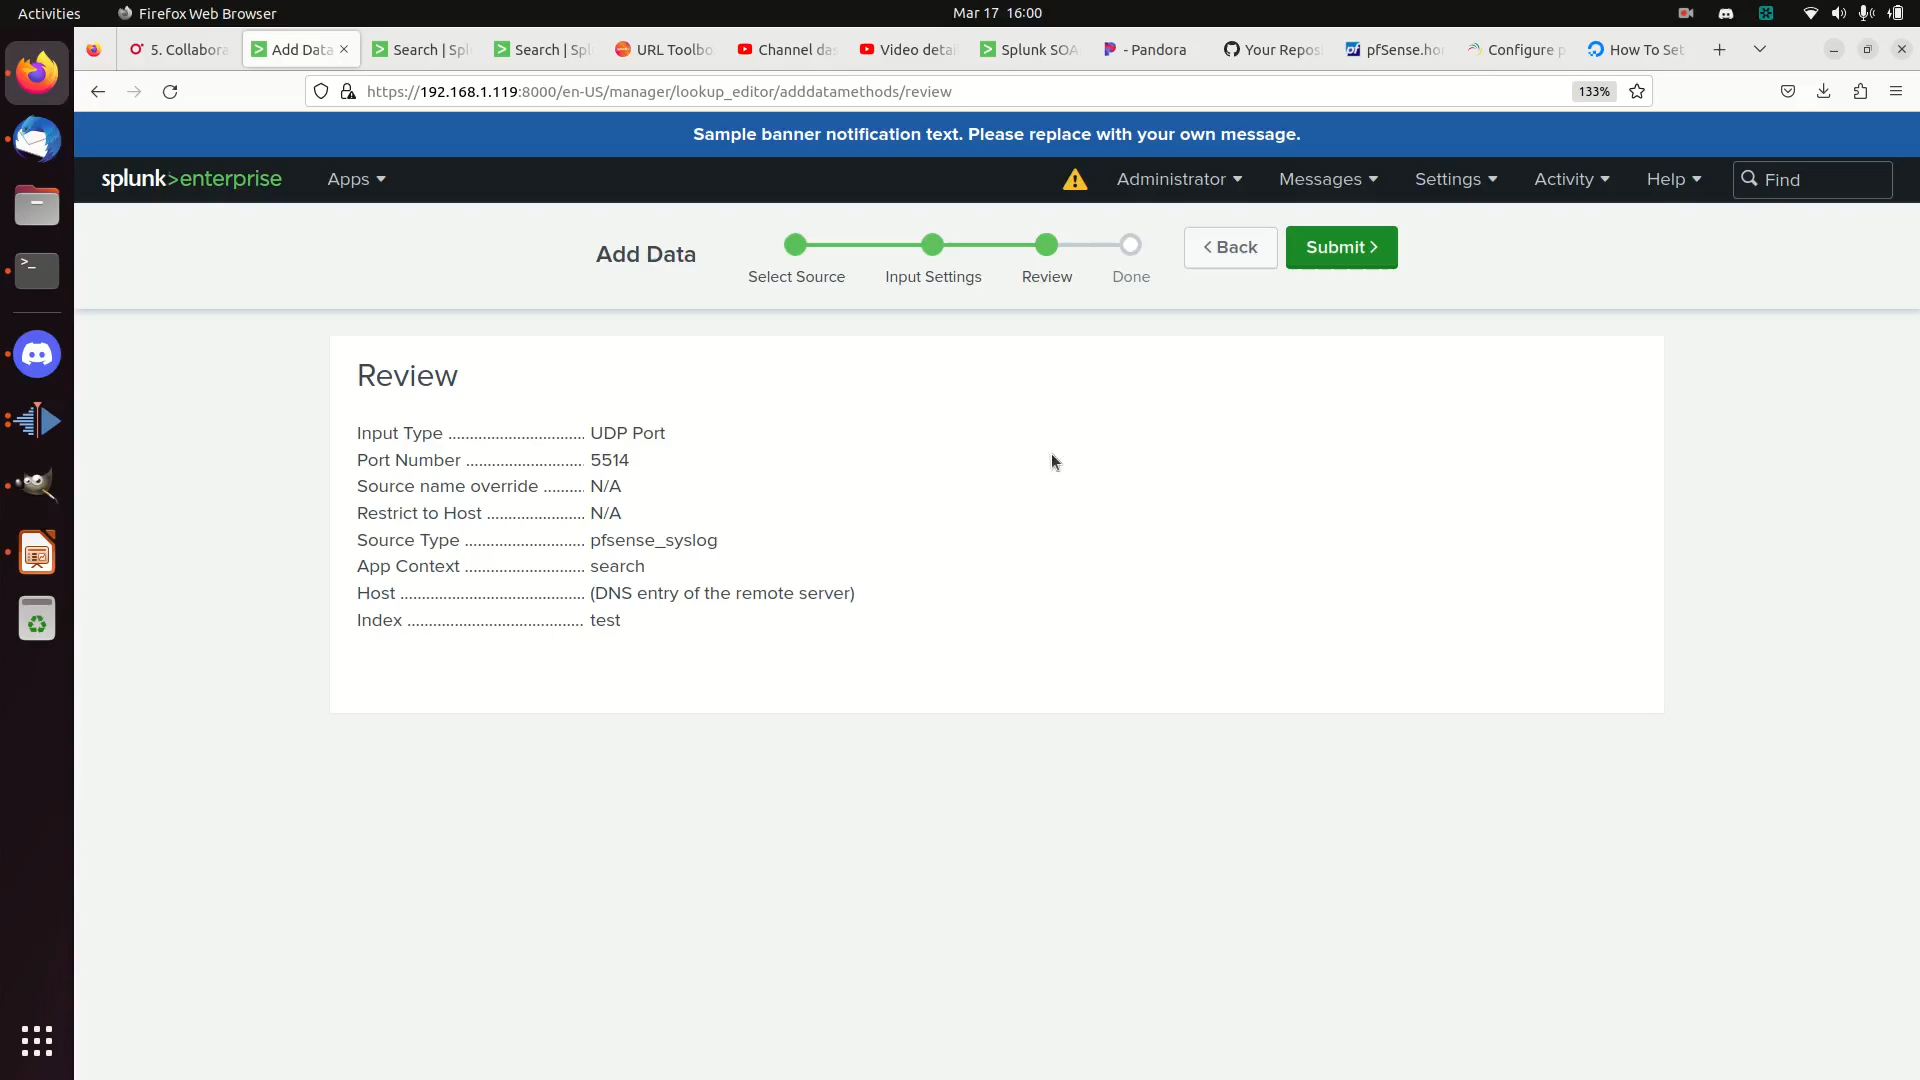 Activities
Firefox Web Browser
Mar 17 16:00
5. Collabora
Add Data
Search | Spl
Search | Spl
URL Toolbo
Channel das
Video detai
Splunk SOA
- Pandora
Your Repos
pfSense.ho
Configure p
How To Set
https://192.168.1.119:8000/en-US/manager/lookup_editor/adddatamethods/review
133%
Sample banner notification text. Please replace with your own message.
splunk>enterprise
Apps
Administrator
Messages
Settings
Activity
Help
Find
Add Data
Select Source
Input Settings
Review
Done
< Back
Submit >
Review
Input Type ................................ UDP Port
Port Number ........................... 5514
Source name override ......... N/A
Restrict to Host ....................... N/A
Source Type ............................ pfsense_syslog
App Context ............................ search
Host ........................................... (DNS entry of the remote server)
Index ......................................... test